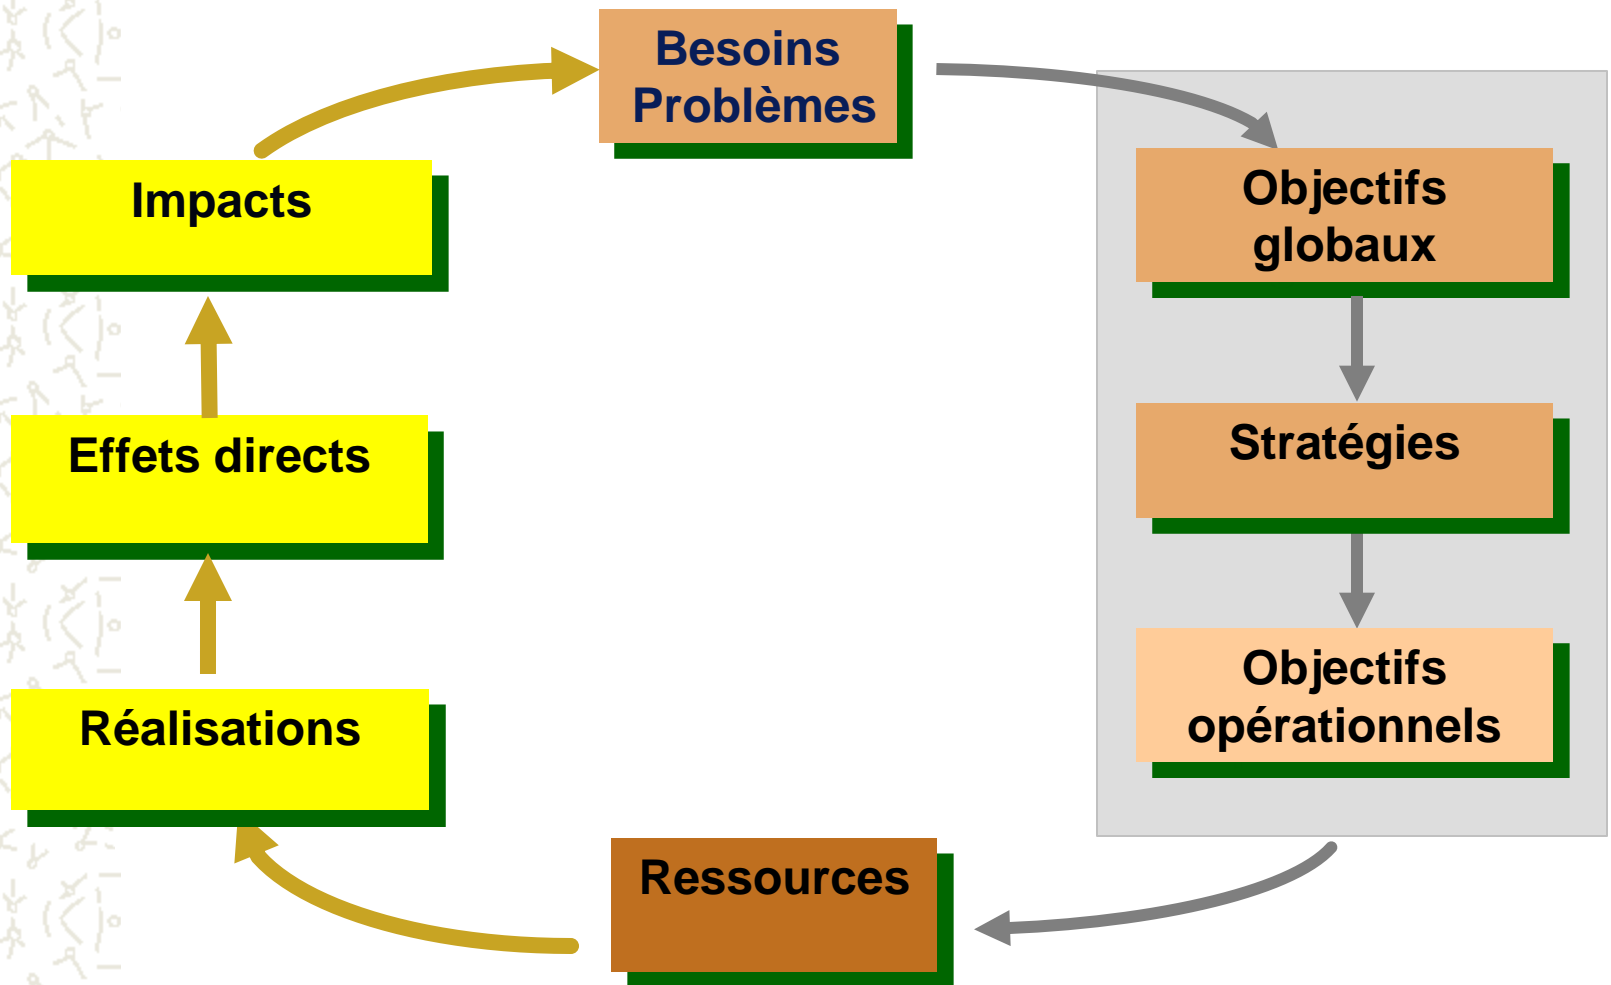 Besoins
Problèmes
Impacts
Objectifs
globaux
Effets directs
Stratégies
Réalisations
Objectifs
opérationnels
Ressources